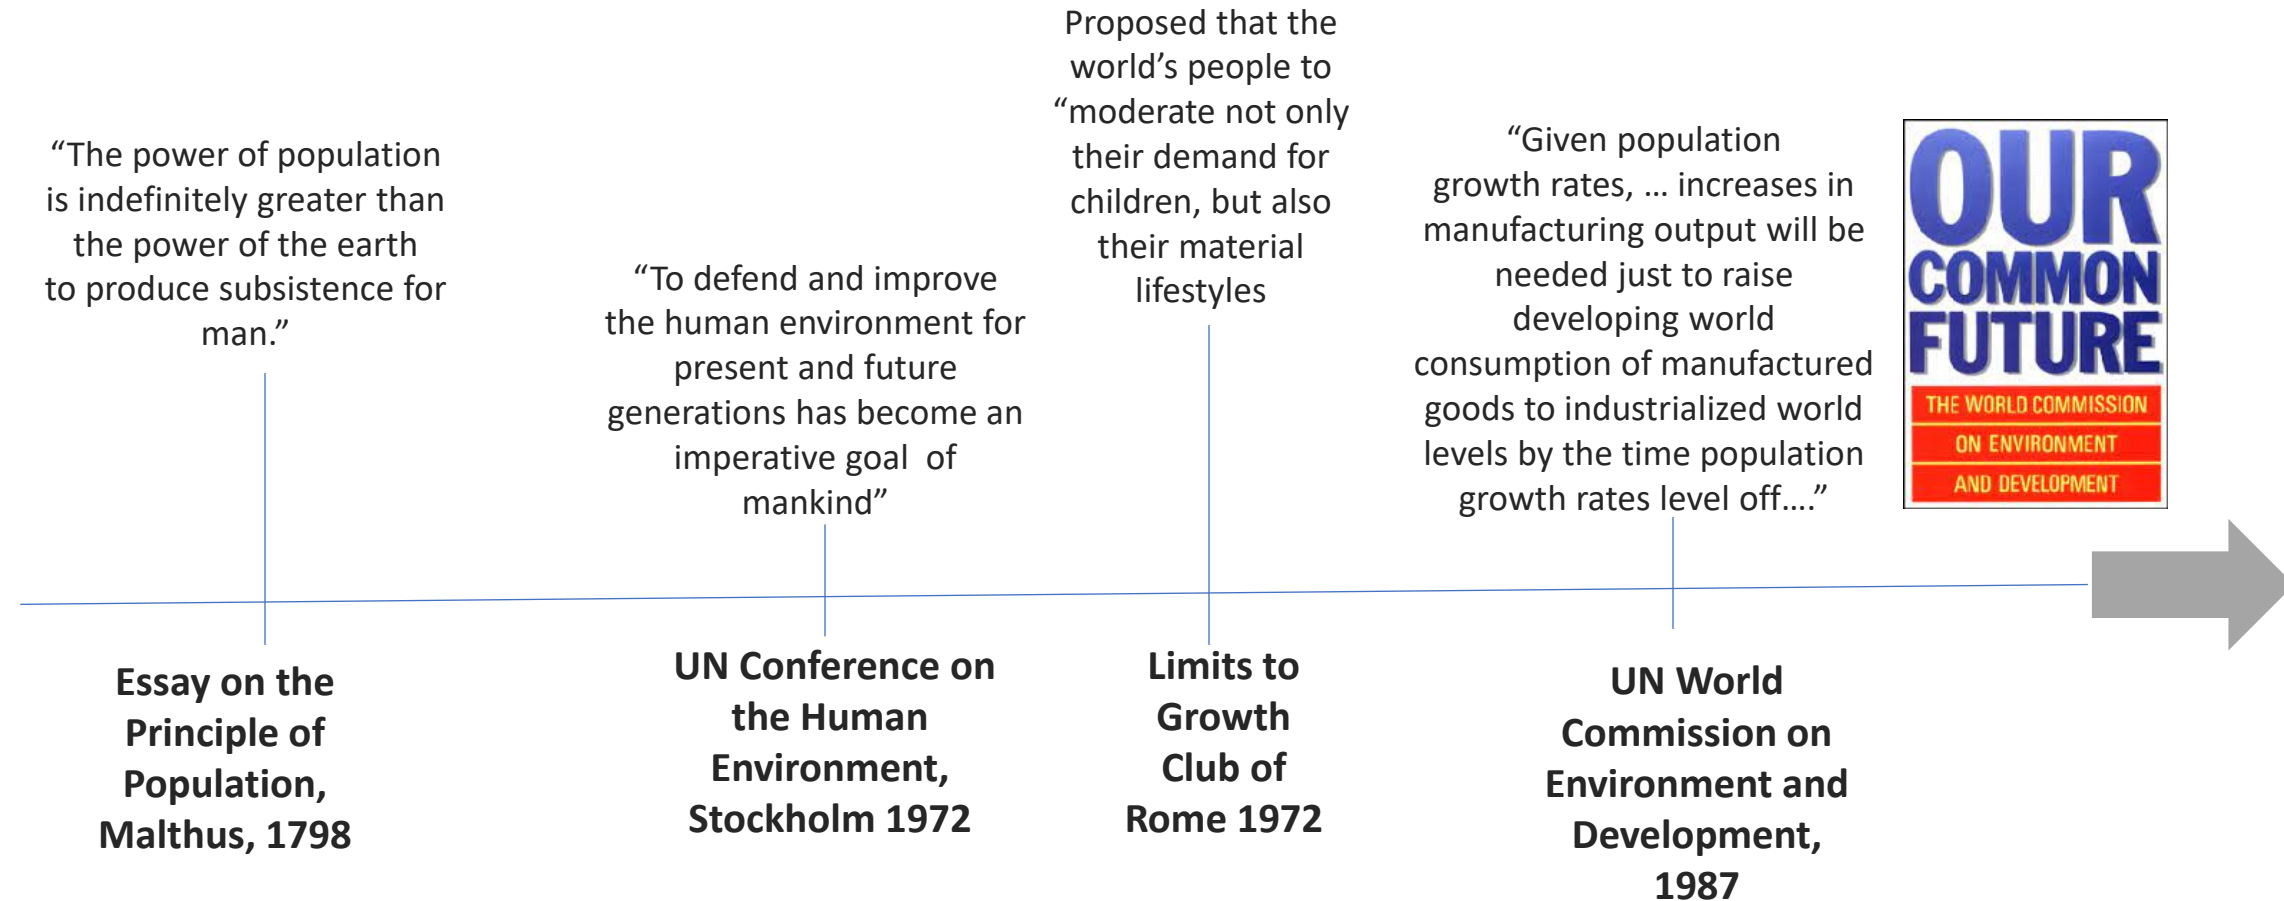 “The power of population
is indefinitely greater than
the power of the earth
to produce subsistence for
man.”
Essay on the
Principle of
Population,
Malthus, 1798
“To defend and improve
the human environment for
present and future
generations has become an
imperative goal  of
mankind”
UN Conference on
the Human
Environment,
Stockholm 1972
Proposed that the
world’s people to
“moderate not only
their demand for
children, but also
their material
lifestyles
Limits to
Growth
Club of
Rome 1972
“Given population
growth rates, … increases in
manufacturing output will be
needed just to raise
developing world
consumption of manufactured
goods to industrialized world
levels by the time population
growth rates level off….”
UN World
Commission on
Environment and
Development,
1987
OUR
COMMON
FUTURE
THE WORLD COMMISSION
ON ENVIRONMENT
AND DEVELOPMENT